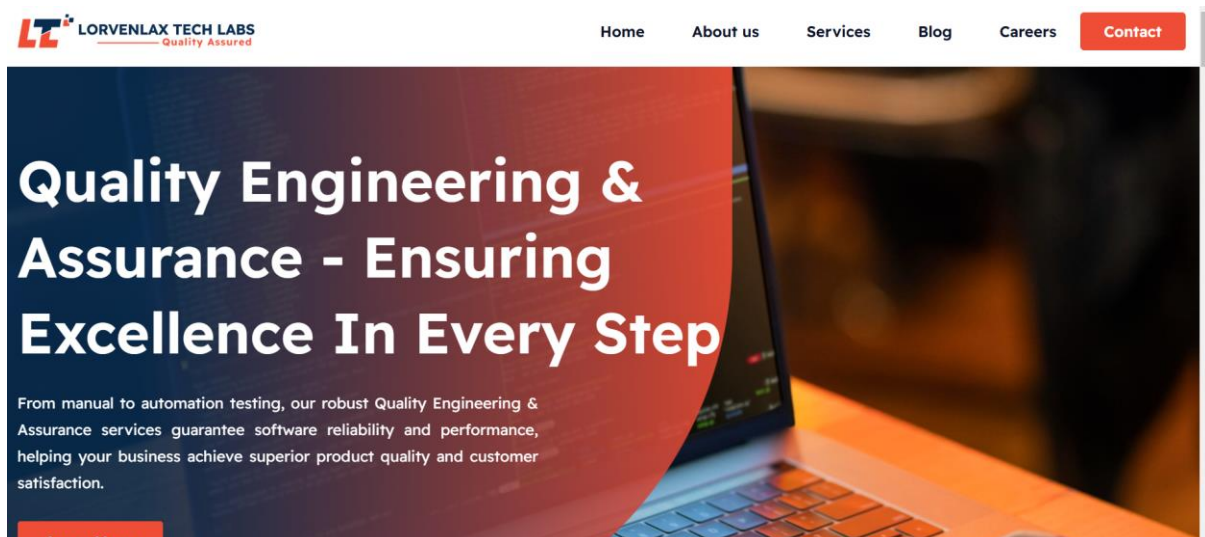 LORVENLAX TECH LABS
Quality Assured
Home About us Services Blog Careers Contact
Quality Engineering &
Assurance - Ensuring
Excellence In Every Step
From manual to automation testing, our robust Quality Engineering &
Assurance services guarantee software reliability and performance,
helping your business achieve superior product quality and customer
satisfaction.